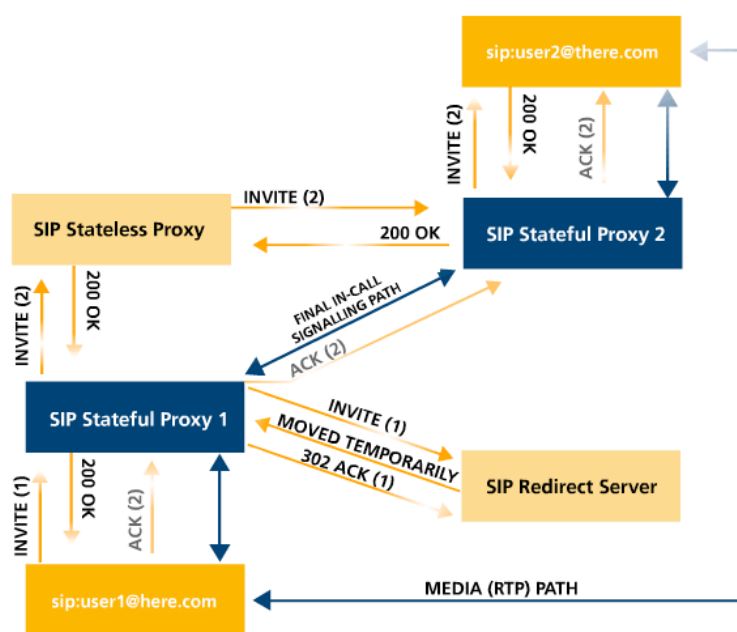 sip:user2@there.com
INVITE (2)
200 OK
ACK (2)
INVITE (2)
SIP Stateless Proxy
200 OK
SIP Stateful Proxy 2
INVITE (2)
200 OK
FINAL IN-CALL
SIGNALLING PATH
ACK (2)
SIP Stateful Proxy 1
INVITE (1)
MOVED TEMPORARILY
302 ACK (1)
SIP Redirect Server
INVITE (1)
200 OK
ACK (2)
sip:user1@here.com
MEDIA (RTP) PATH